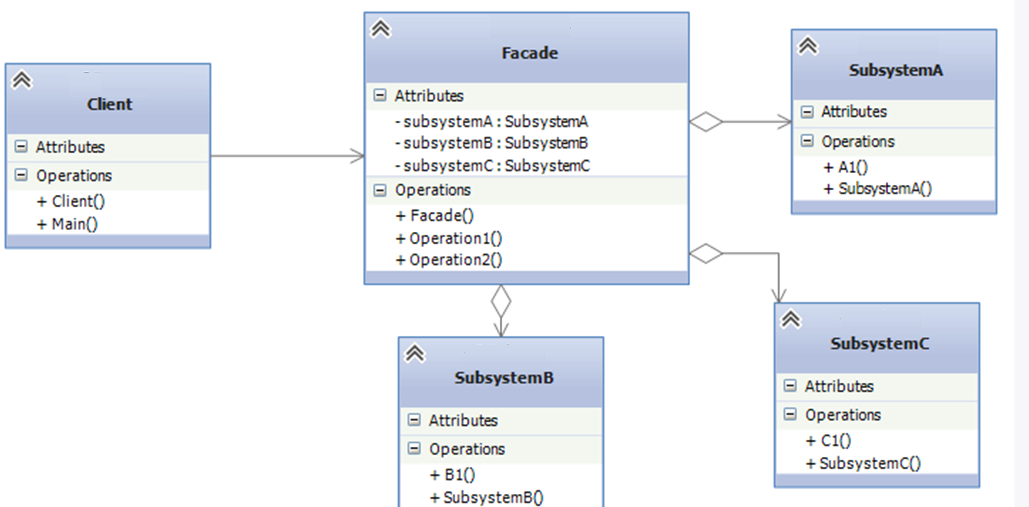 Client
Attributes
Operations
+ Client()
+ Main()
Facade
Attributes
- subsystemA : SubsystemA
- subsystemB : SubsystemB
- subsystemC : SubsystemC
Operations
+ Facade()
+ Operation1()
+ Operation2()
SubsystemA
Attributes
Operations
+ A1()
+ SubsystemA()
SubsystemB
Attributes
Operations
+ B1()
+ SubsystemB()
SubsystemC
Attributes
Operations
+ C1()
+ SubsystemC()